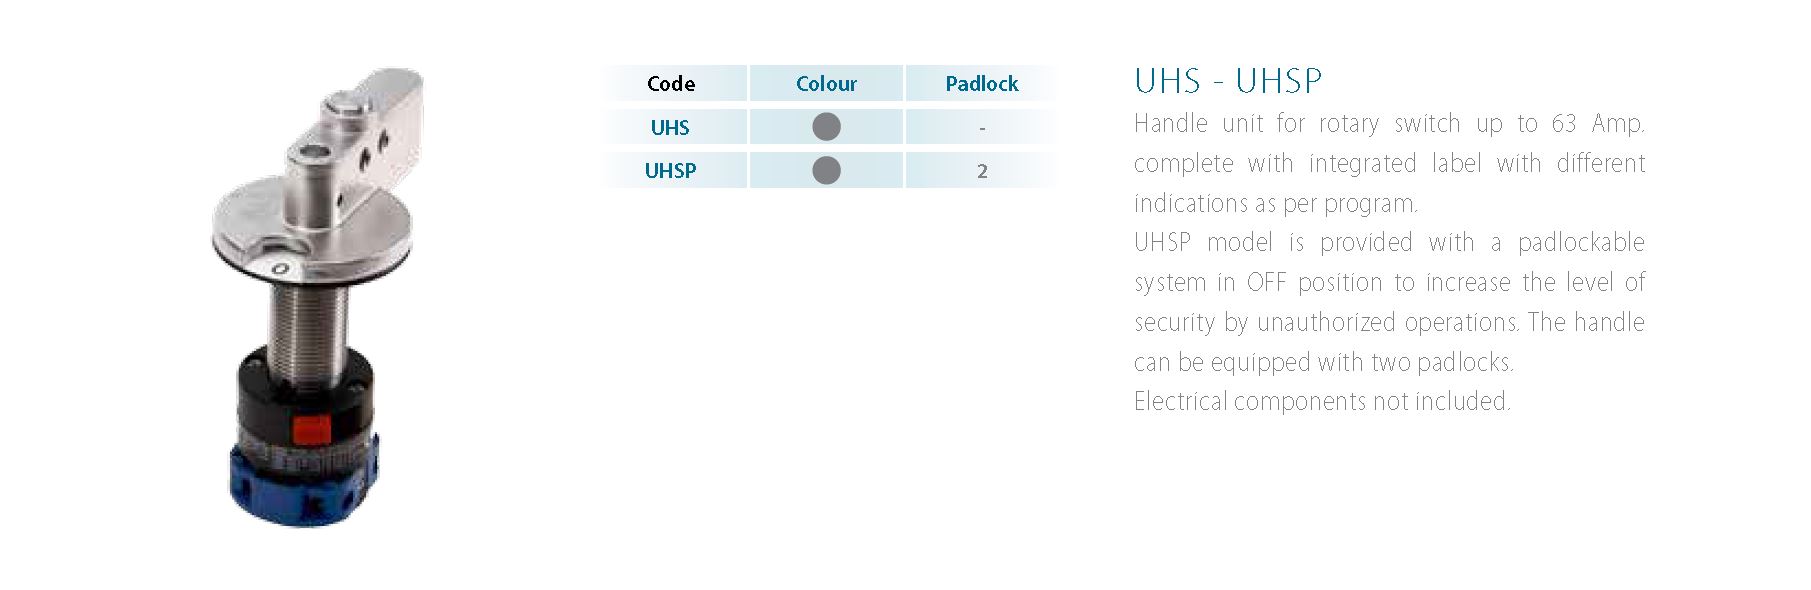 Code Colour Padlock
UHS -
UHSP 2
UHS - UHSP
Handle unit for rotary switch up to 63 Amp.
complete with integrated label with different
indications as per program.
UHSP model is provided with a padlockable
system in OFF position to increase the level of
security by unauthorized operations. The handle
can be equipped with two padlocks.
Electrical components not included.
O